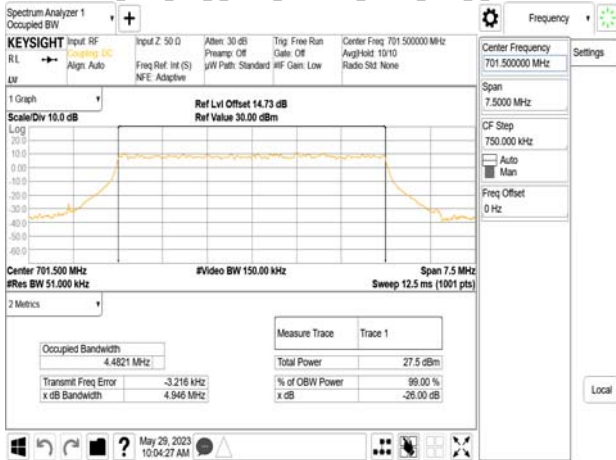 Spectrum Analyzer 1
Occupied BW
+
Frequency
KEYSIGHT
RL
Input: RF
Coupling: DC
Align: Auto
Input Z: 50 Ω
Freq Ref: Int (S)
NFE: Adaptive
Atten: 30 dB
Preamp: Off
µW Path: Standard
Trig: Free Run
Gate: Off
#IF Gain: Low
Center Freq: 701.500000 MHz
Avg|Hold: 10/10
Radio Std: None
Center Frequency
701.500000 MHz
Settings
Span
7.5000 MHz
CF Step
750.000 kHz
Auto
Man
Freq Offset
0 Hz
Local
1 Graph
Scale/Div 10.0 dB
Ref Lvl Offset 14.73 dB
Ref Value 30.00 dBm
Log
20.0
10.0
0.00
-10.0
-20.0
-30.0
-40.0
-50.0
-60.0
Center 701.500 MHz
#Video BW 150.00 kHz
Span 7.5 MHz
#Res BW 51.000 kHz
Sweep 12.5 ms (1001 pts)
2 Metrics
Measure Trace
Trace 1
Occupied Bandwidth
4.4821 MHz
Total Power
27.5 dBm
Transmit Freq Error
-3.216 kHz
% of OBW Power
99.00 %
x dB Bandwidth
4.946 MHz
x dB
-26.00 dB
?
May 29, 2023
10:04:27 AM